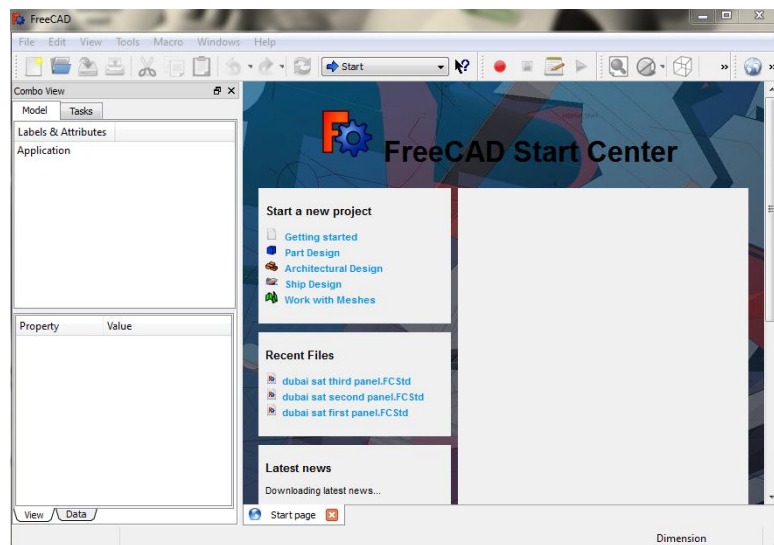 FreeCAD
File Edit View Tools Macro Windows Help
Start
»
»
Combo View
Model Tasks
Labels & Attributes
Application
Property Value
View Data
FreeCAD Start Center
Start a new project
Getting started
Part Design
Architectural Design
Ship Design
Work with Meshes
Recent Files
dubai sat third panel.FCStd
dubai sat second panel.FCStd
dubai sat first panel.FCStd
Latest news
Downloading latest news...
Start page
Dimension